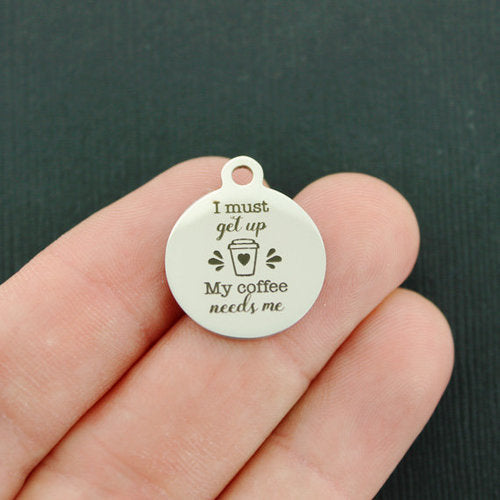 I must
get up
My coffee
needs me